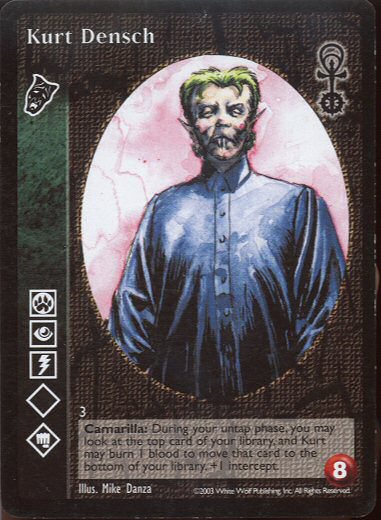 Kurt Densch
3
Camarilla: During your untap phase, you may
look at the top card of your library, and Kurt
may burn 1 blood to move that card to the
bottom of your library. +1 intercept.
8
Illus. Mike Danza
©2003 White Wolf Publishing, Inc. All Rights Reserved.